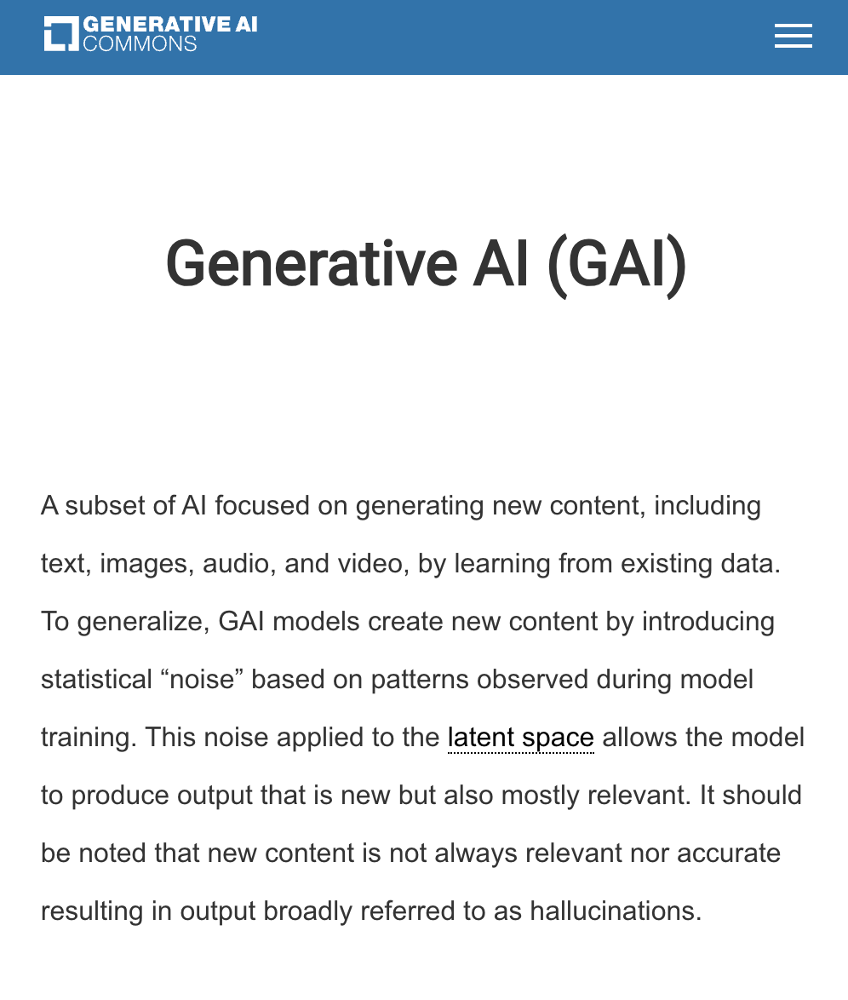 GENERATIVE AI
COMMONS
Generative AI (GAI)
A subset of AI focused on generating new content, including
text, images, audio, and video, by learning from existing data.
To generalize, GAI models create new content by introducing
statistical “noise” based on patterns observed during model
training. This noise applied to the latent space allows the model
to produce output that is new but also mostly relevant. It should
be noted that new content is not always relevant nor accurate
resulting in output broadly referred to as hallucinations.